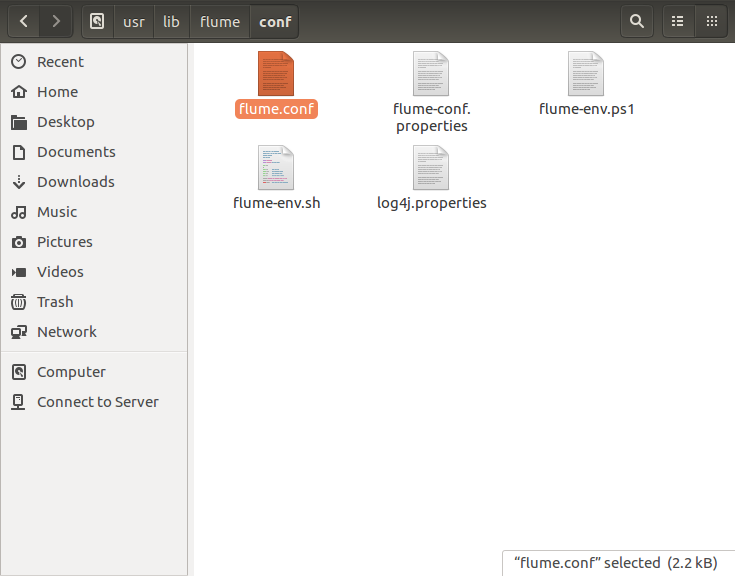 usr lib flume conf
Recent
Home
Desktop
Documents
Downloads
Music
Pictures
Videos
Trash
Network
Computer
Connect to Server
flume.conf
flume-conf.
properties
flume-env.ps1
flume-env.sh
log4j.properties
“flume.conf” selected (2.2 kB)